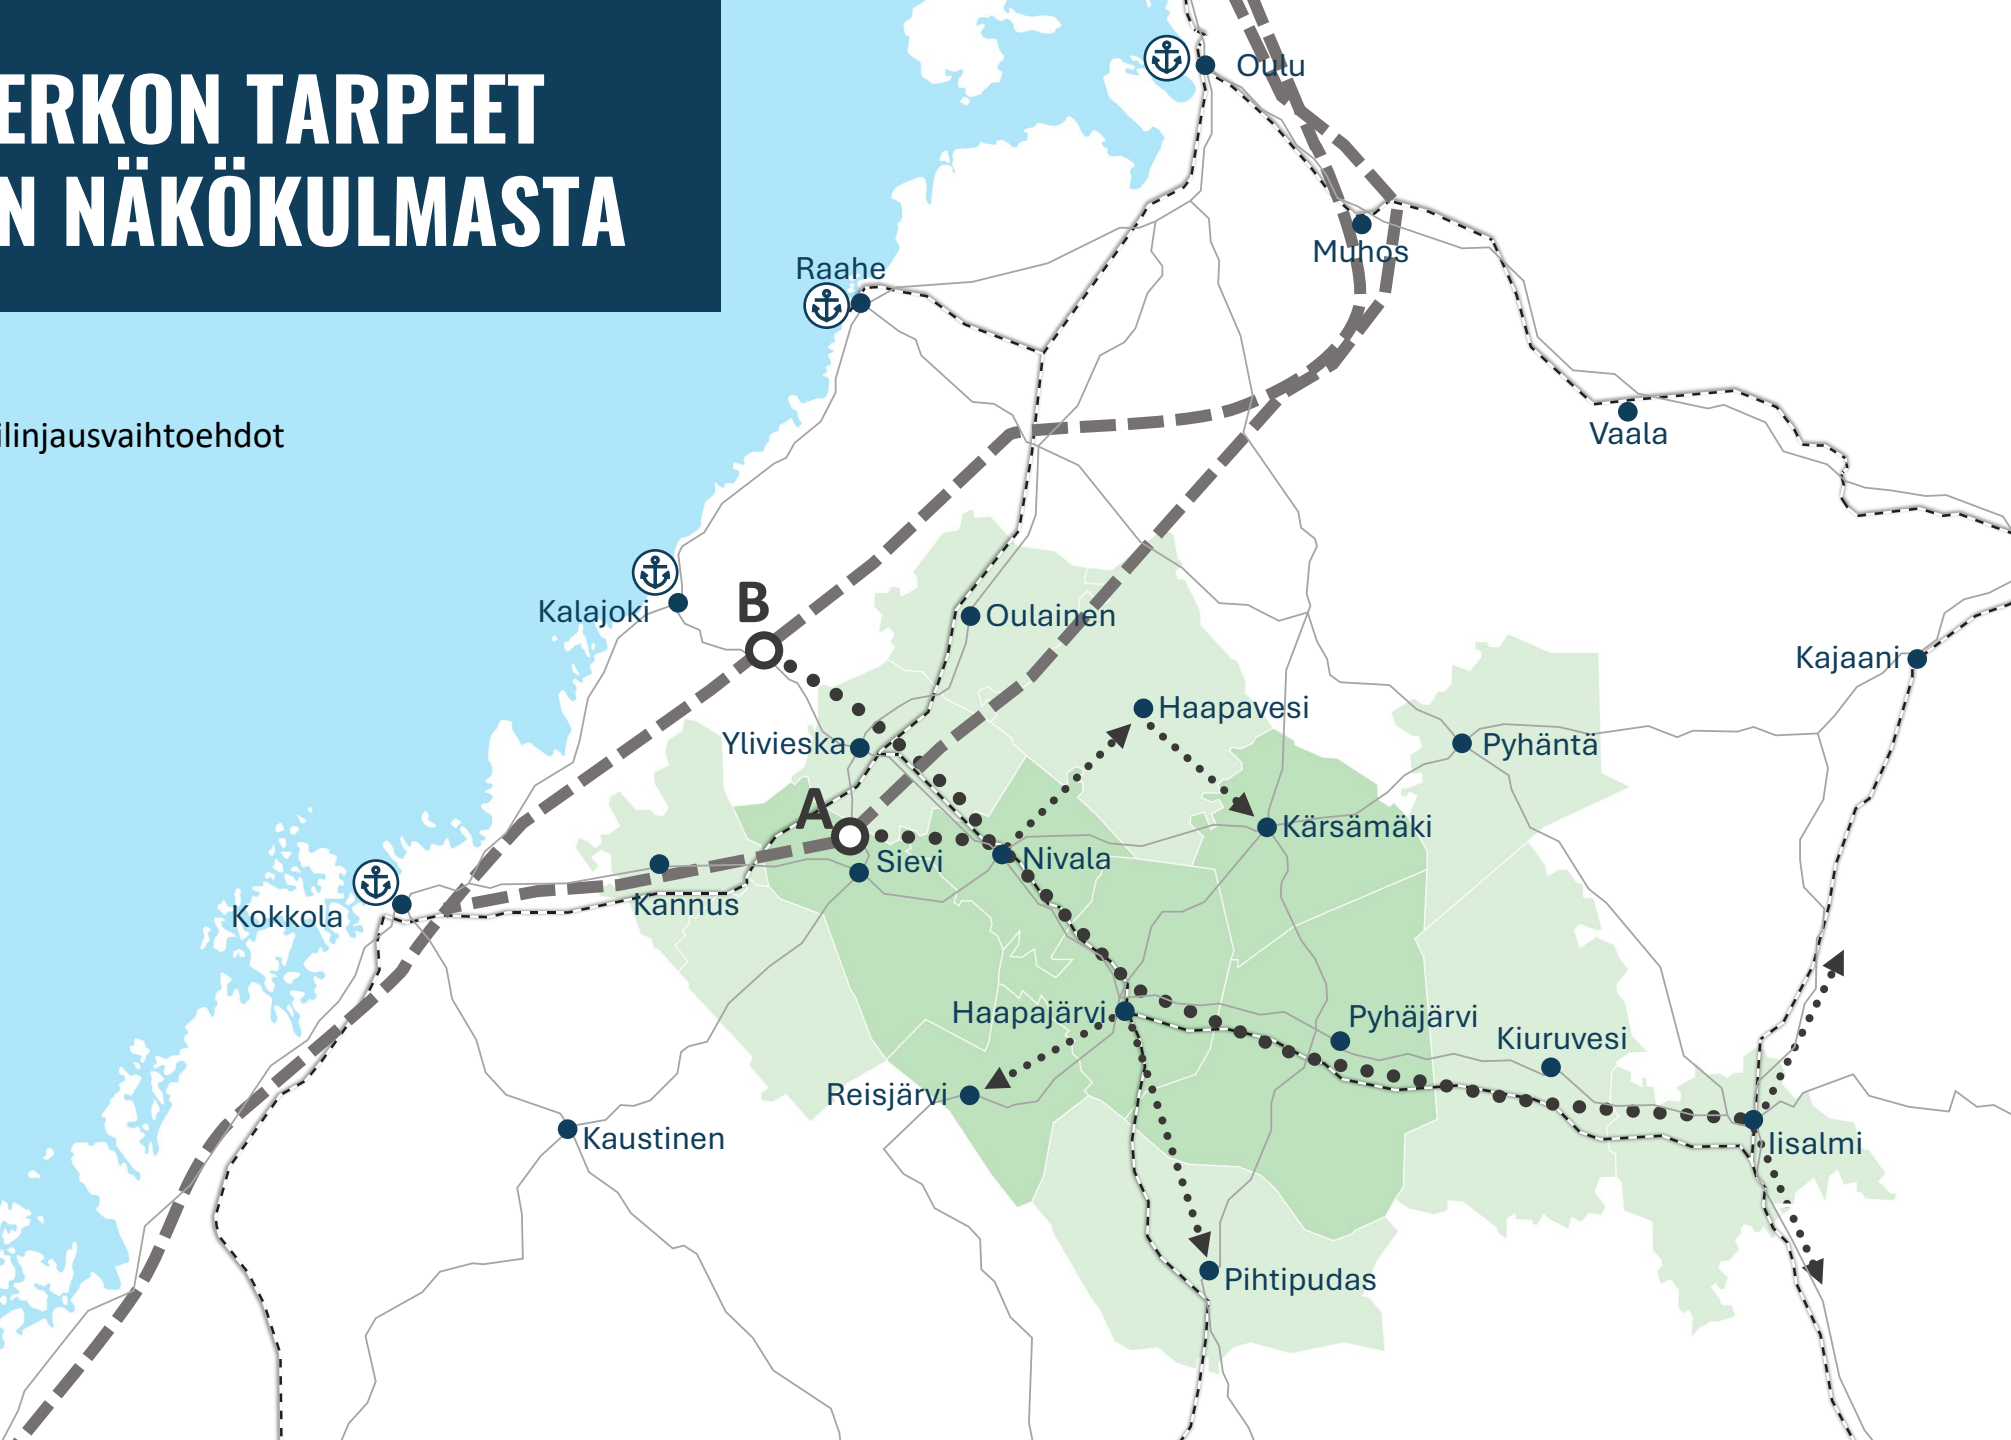 ERKON TARPEET
N NÄKÖKULMASTA
ilinjausvaihtoehdot
Oulu
Muhos
Raahe
Vaala
Kalajoki
B
Oulainen
Kajaani
Haapavesi
Ylivieska
Pyhäntä
A
Kärsämäki
Sievi
Nivala
Kannus
Kokkola
Haapajärvi
Pyhäjärvi
Kiuruvesi
Reisjärvi
Kaustinen
Iisalmi
Pihtipudas